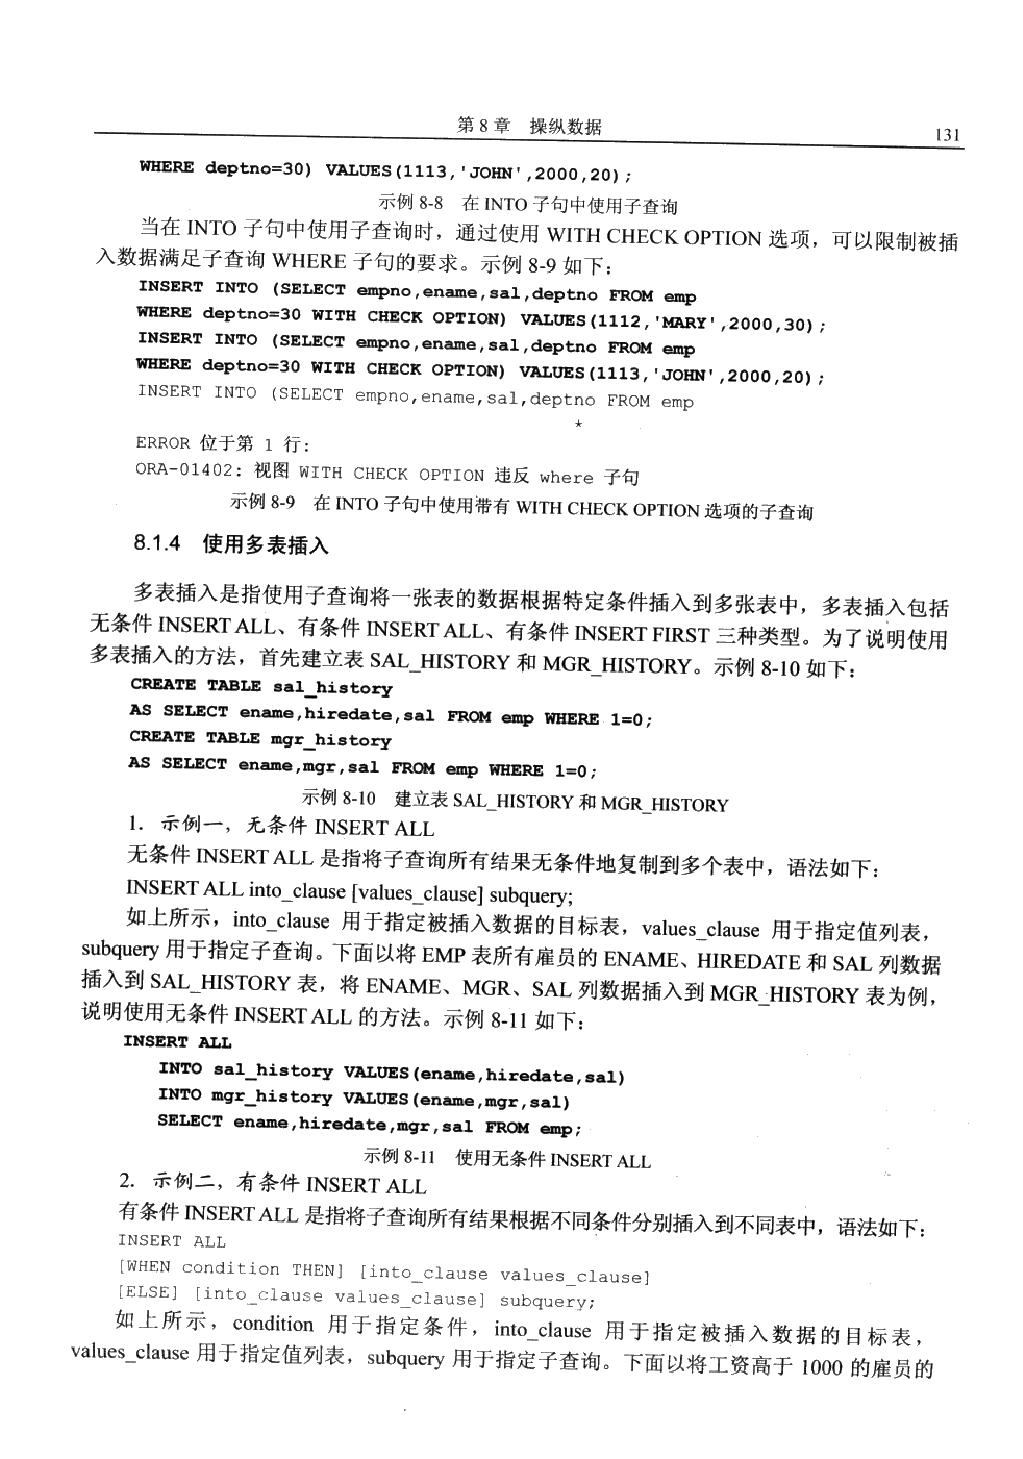 第 8 章　操纵数据
131
WHERE deptno=30) VALUES(1113,'JOHN',2000,20);
示例 8-8　在 INTO 子句中使用子查询
当在 INTO 子句中使用子查询时，通过使用 WITH CHECK OPTION 选项，可以限制被插
入数据满足子查询 WHERE 子句的要求。示例 8-9 如下：
INSERT INTO (SELECT empno,ename,sal,deptno FROM emp
WHERE deptno=30 WITH CHECK OPTION) VALUES(1112,'MARY',2000,30);
INSERT INTO (SELECT empno,ename,sal,deptno FROM emp
WHERE deptno=30 WITH CHECK OPTION) VALUES(1113,'JOHN',2000,20);
INSERT INTO (SELECT empno,ename,sal,deptno FROM emp
*
ERROR 位于第 1 行:
ORA-01402: 视图 WITH CHECK OPTION 违反 where 子句
示例 8-9　在 INTO 子句中使用带有 WITH CHECK OPTION 选项的子查询
8.1.4　使用多表插入
多表插入是指使用子查询将一张表的数据根据特定条件插入到多张表中，多表插入包括
无条件 INSERT ALL、有条件 INSERT ALL、有条件 INSERT FIRST 三种类型。为了说明使用
多表插入的方法，首先建立表 SAL_HISTORY 和 MGR_HISTORY。示例 8-10 如下：
CREATE TABLE sal_history
AS SELECT ename,hiredate,sal FROM emp WHERE 1=0;
CREATE TABLE mgr_history
AS SELECT ename,mgr,sal FROM emp WHERE 1=0;
示例 8-10　建立表 SAL_HISTORY 和 MGR_HISTORY
1. 示例一，无条件 INSERT ALL
无条件 INSERT ALL 是指将子查询所有结果无条件地复制到多个表中，语法如下：
INSERT ALL into_clause [values_clause] subquery;
如上所示，into_clause 用于指定被插入数据的目标表，values_clause 用于指定值列表，
subquery 用于指定子查询。下面以将 EMP 表所有雇员的 ENAME、HIREDATE 和 SAL 列数据
插入到 SAL_HISTORY 表，将 ENAME、MGR、SAL 列数据插入到 MGR_HISTORY 表为例，
说明使用无条件 INSERT ALL 的方法。示例 8-11 如下：
INSERT ALL
INTO sal_history VALUES(ename,hiredate,sal)
INTO mgr_history VALUES(ename,mgr,sal)
SELECT ename,hiredate,mgr,sal FROM emp;
示例 8-11　使用无条件 INSERT ALL
2. 示例二，有条件 INSERT ALL
有条件 INSERT ALL 是指将子查询所有结果根据不同条件分别插入到不同表中，语法如下：
INSERT ALL
[WHEN condition THEN] [into_clause values_clause]
[ELSE] [into_clause values_clause] subquery;
如上所示，condition 用于指定条件，into_clause 用于指定被插入数据的目标表，
values_clause 用于指定值列表，subquery 用于指定子查询。下面以将工资高于 1000 的雇员的